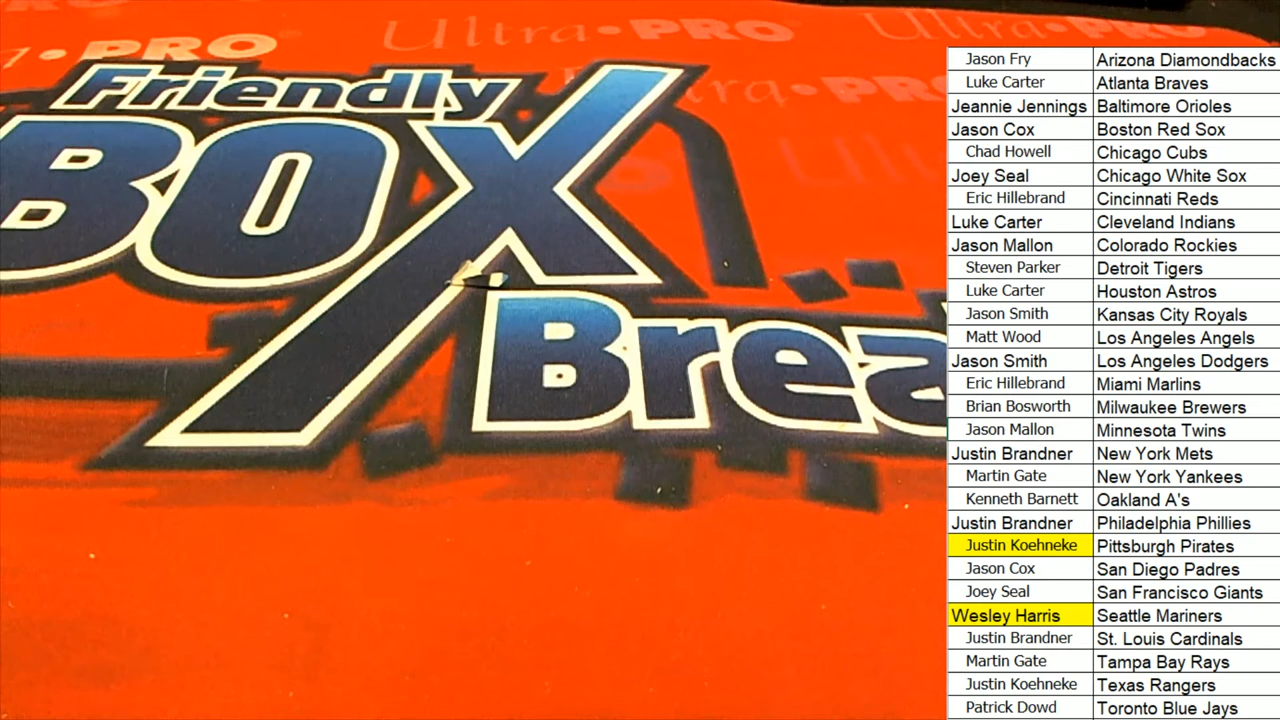 Ultra•PRO
•PRO
Friendly
BOX
Brea
Jason Fry Arizona Diamondbacks
Luke Carter Atlanta Braves
Jeannie Jennings Baltimore Orioles
Jason Cox Boston Red Sox
Chad Howell Chicago Cubs
Joey Seal Chicago White Sox
Eric Hillebrand Cincinnati Reds
Luke Carter Cleveland Indians
Jason Mallon Colorado Rockies
Steven Parker Detroit Tigers
Luke Carter Houston Astros
Jason Smith Kansas City Royals
Matt Wood Los Angeles Angels
Jason Smith Los Angeles Dodgers
Eric Hillebrand Miami Marlins
Brian Bosworth Milwaukee Brewers
Jason Mallon Minnesota Twins
Justin Brandner New York Mets
Martin Gate New York Yankees
Kenneth Barnett Oakland A's
Justin Brandner Philadelphia Phillies
Justin Koehneke Pittsburgh Pirates
Jason Cox San Diego Padres
Joey Seal San Francisco Giants
Wesley Harris Seattle Mariners
Justin Brandner St. Louis Cardinals
Martin Gate Tampa Bay Rays
Justin Koehneke Texas Rangers
Patrick Dowd Toronto Blue Jays